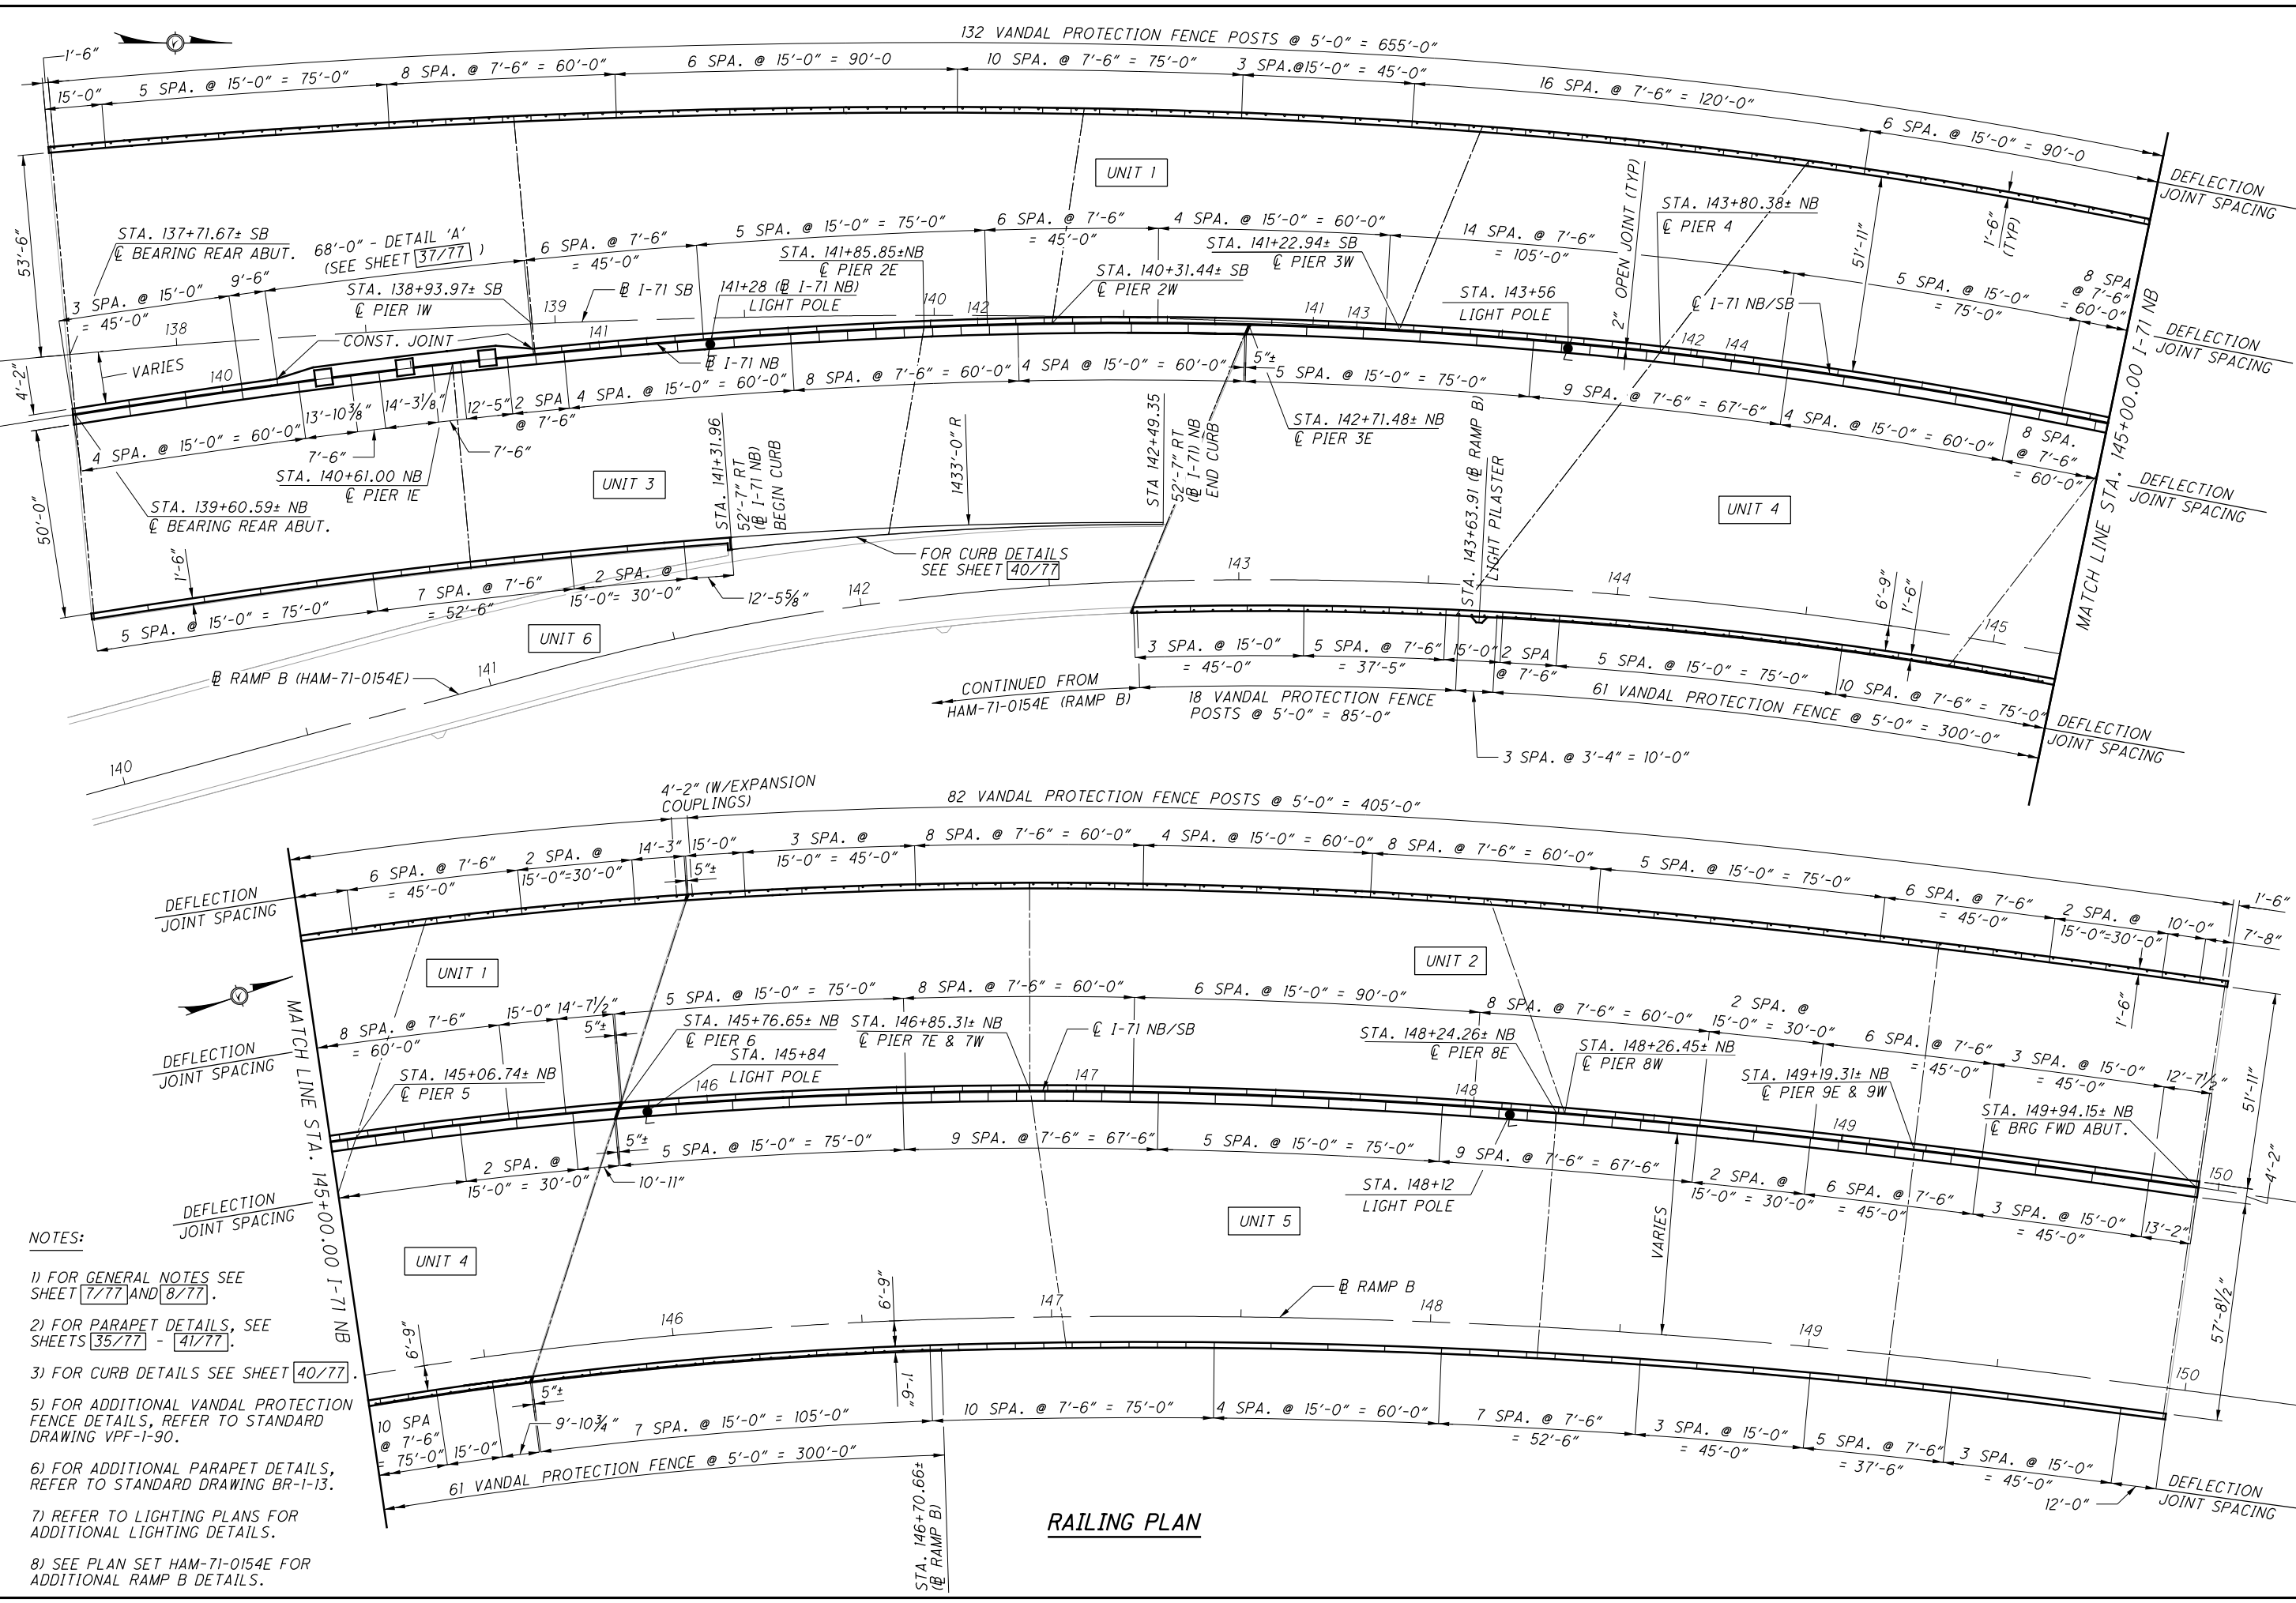 132 VANDAL PROTECTION FENCE POSTS @ 5'-0" = 655'-0"
1'-6"
15'-0"
5 SPA. @ 15'-0" = 75'-0"
8 SPA. @ 7'-6" = 60'-0"
6 SPA. @ 15'-0" = 90'-0
10 SPA. @ 7'-6" = 75'-0"
3 SPA.@15'-0" = 45'-0"
16 SPA. @ 7'-6" = 120'-0"
6 SPA. @ 15'-0" = 90'-0
DEFLECTION
JOINT SPACING
UNIT 1
2" OPEN JOINT (TYP)
51'-11"
1'-6"
(TYP)
53'-6"
STA. 137+71.67± SB
℄ BEARING REAR ABUT.
68'-0" - DETAIL 'A'
(SEE SHEET 37/77 )
9'-6"
3 SPA. @ 15'-0"
= 45'-0"
138
VARIES
STA. 138+93.97± SB
℄ PIER 1W
CONST. JOINT
6 SPA. @ 7'-6"
= 45'-0"
139
B I-71 SB
5 SPA. @ 15'-0" = 75'-0"
STA. 141+85.85±NB
℄ PIER 2E
141+28 (B I-71 NB)
LIGHT POLE
140
142
6 SPA. @ 7'-6"
= 45'-0"
STA. 140+31.44± SB
℄ PIER 2W
4 SPA. @ 15'-0" = 60'-0"
STA. 141+22.94± SB
℄ PIER 3W
141
143
14 SPA. @ 7'-6"
= 105'-0"
STA. 143+56
LIGHT POLE
STA. 143+80.38± NB
℄ PIER 4
℄ I-71 NB/SB
142
144
5 SPA. @ 15'-0"
= 75'-0"
8 SPA
@ 7'-6"
= 60'-0"
DEFLECTION
JOINT SPACING
4'-2"
140
141
B I-71 NB
4 SPA. @ 15'-0" = 60'-0"
13'-10⅜"
7'-6"
14'-3⅛"
7'-6"
12'-5"
2 SPA
@ 7'-6"
4 SPA. @ 15'-0" = 60'-0"
8 SPA. @ 7'-6" = 60'-0"
4 SPA @ 15'-0" = 60'-0"
5"±
5 SPA. @ 15'-0" = 75'-0"
STA. 142+71.48± NB
℄ PIER 3E
9 SPA. @ 7'-6" = 67'-6"
4 SPA. @ 15'-0" = 60'-0"
8 SPA.
@ 7'-6"
= 60'-0"
DEFLECTION
JOINT SPACING
MATCH LINE STA. 145+00.00 I-71 NB
50'-0"
STA. 140+61.00 NB
℄ PIER 1E
STA. 139+60.59± NB
℄ BEARING REAR ABUT.
UNIT 3
STA. 141+31.96
52'-7" RT
(B I-71 NB)
BEGIN CURB
1433'-0" R
STA 142+49.35
52'-7" RT
(B I-71) NB
END CURB
STA. 143+63.91 (B RAMP B)
LIGHT PILASTER
UNIT 4
1'-6"
5 SPA. @ 15'-0" = 75'-0"
7 SPA. @ 7'-6"
= 52'-6"
2 SPA. @
15'-0"= 30'-0"
12'-5⅝"
FOR CURB DETAILS
SEE SHEET 40/77
UNIT 6
B RAMP B (HAM-71-0154E)
140
141
142
143
144
145
6'-9"
1'-6"
3 SPA. @ 15'-0"
= 45'-0"
5 SPA. @ 7'-6"
= 37'-5"
15'-0"
2 SPA
@ 7'-6"
5 SPA. @ 15'-0" = 75'-0"
10 SPA. @ 7'-6" = 75'-0"
DEFLECTION
JOINT SPACING
CONTINUED FROM
HAM-71-0154E (RAMP B)
18 VANDAL PROTECTION FENCE
POSTS @ 5'-0" = 85'-0"
61 VANDAL PROTECTION FENCE @ 5'-0" = 300'-0"
3 SPA. @ 3'-4" = 10'-0"
4'-2" (W/EXPANSION
COUPLINGS)
82 VANDAL PROTECTION FENCE POSTS @ 5'-0" = 405'-0"
DEFLECTION
JOINT SPACING
6 SPA. @ 7'-6"
= 45'-0"
2 SPA. @
15'-0"=30'-0"
14'-3"
15'-0"
5"±
3 SPA. @
15'-0" = 45'-0"
8 SPA. @ 7'-6" = 60'-0"
4 SPA. @ 15'-0" = 60'-0"
8 SPA. @ 7'-6" = 60'-0"
5 SPA. @ 15'-0" = 75'-0"
6 SPA. @ 7'-6"
= 45'-0"
2 SPA. @
15'-0"=30'-0"
10'-0"
7'-8"
1'-6"
UNIT 1
UNIT 2
1'-6"
MATCH LINE STA. 145+00.00 I-71 NB
DEFLECTION
JOINT SPACING
8 SPA. @ 7'-6"
= 60'-0"
15'-0"
14'-7½"
5"±
5 SPA. @ 15'-0" = 75'-0"
8 SPA. @ 7'-6" = 60'-0"
6 SPA. @ 15'-0" = 90'-0"
8 SPA. @ 7'-6" = 60'-0"
2 SPA. @
15'-0" = 30'-0"
6 SPA. @ 7'-6"
= 45'-0"
3 SPA. @ 15'-0"
= 45'-0"
12'-7½"
51'-11"
STA. 145+06.74± NB
℄ PIER 5
STA. 145+76.65± NB
℄ PIER 6
STA. 145+84
LIGHT POLE
STA. 146+85.31± NB
℄ PIER 7E & 7W
℄ I-71 NB/SB
STA. 148+24.26± NB
℄ PIER 8E
STA. 148+26.45± NB
℄ PIER 8W
STA. 149+19.31± NB
℄ PIER 9E & 9W
STA. 149+94.15± NB
℄ BRG FWD ABUT.
146
147
148
149
150
4'-2"
DEFLECTION
JOINT SPACING
2 SPA. @
15'-0" = 30'-0"
10'-11"
5"±
5 SPA. @ 15'-0" = 75'-0"
9 SPA. @ 7'-6" = 67'-6"
5 SPA. @ 15'-0" = 75'-0"
9 SPA. @ 7'-6" = 67'-6"
2 SPA. @
15'-0" = 30'-0"
6 SPA. @ 7'-6"
= 45'-0"
3 SPA. @ 15'-0"
= 45'-0"
13'-2"
STA. 148+12
LIGHT POLE
UNIT 4
UNIT 5
VARIES
57'-8½"
B RAMP B
6'-9"
6'-9"
1'-6"
146
147
148
149
150
10 SPA
@ 7'-6"
= 75'-0"
15'-0"
5"±
9'-10¾"
7 SPA. @ 15'-0" = 105'-0"
10 SPA. @ 7'-6" = 75'-0"
4 SPA. @ 15'-0" = 60'-0"
7 SPA. @ 7'-6"
= 52'-6"
3 SPA. @ 15'-0"
= 45'-0"
5 SPA. @ 7'-6"
= 37'-6"
3 SPA. @ 15'-0"
= 45'-0"
12'-0"
DEFLECTION
JOINT SPACING
61 VANDAL PROTECTION FENCE @ 5'-0" = 300'-0"
STA. 146+70.66±
(B RAMP B)
NOTES:
1) FOR GENERAL NOTES SEE
SHEET 7/77 AND 8/77 .
2) FOR PARAPET DETAILS, SEE
SHEETS 35/77 - 41/77 .
3) FOR CURB DETAILS SEE SHEET 40/77 .
5) FOR ADDITIONAL VANDAL PROTECTION
FENCE DETAILS, REFER TO STANDARD
DRAWING VPF-1-90.
6) FOR ADDITIONAL PARAPET DETAILS,
REFER TO STANDARD DRAWING BR-1-13.
7) REFER TO LIGHTING PLANS FOR
ADDITIONAL LIGHTING DETAILS.
8) SEE PLAN SET HAM-71-0154E FOR
ADDITIONAL RAMP B DETAILS.
RAILING PLAN